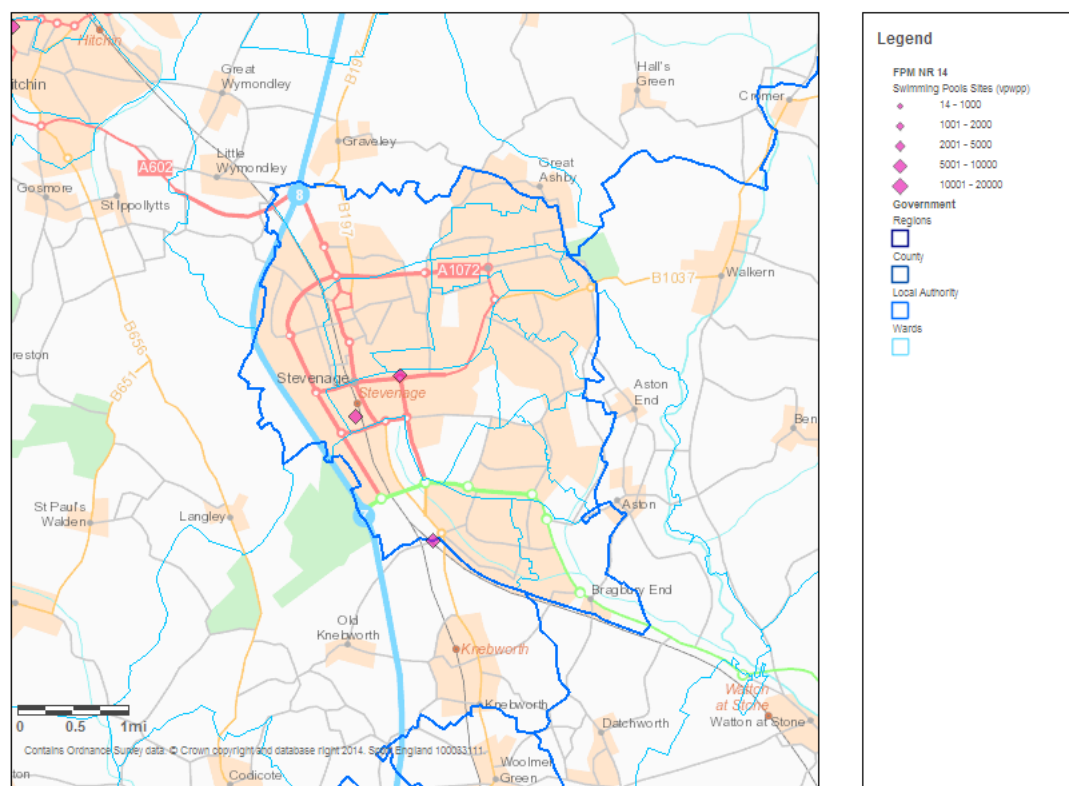 Hitchin
itchin
Great
Wymondley
B197
Hall's
Green
Cromer
Graveley
A602
Little
Wymondley
Great
Ashby
Gosmore
St Ippollytts
8
B197
A1072
B1037
Walkern
B656
reston
B651
Stevenage
Stevenage
Aston
End
Ben
St Paul's
Walden
Langley
7
Aston
Bragbury End
Old
Knebworth
Knebworth
Knebworth
Watton
at Stone
Watton at Stone
Datchworth
0 0.5 1mi
Contains Ordnance Survey data. © Crown copyright and database right 2014. Sport England 100033111.
ton
Codicote
Woolmer
Green
Legend
FPM NR 14
Swimming Pools Sites (vpwpp)
14 - 1000
1001 - 2000
2001 - 5000
5001 - 10000
10001 - 20000
Government
Regions
County
Local Authority
Wards